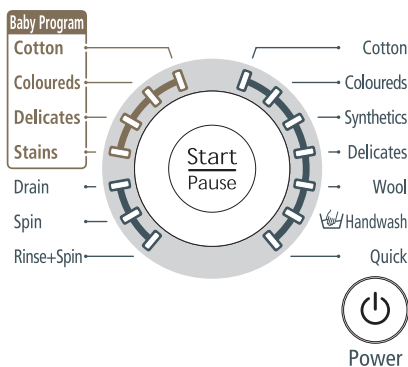 Baby Program
Cotton
Coloureds
Delicates
Stains
Drain
Spin
Rinse+Spin
Start
Pause
Cotton
Coloureds
Synthetics
Delicates
Wool
Handwash
Quick
Power